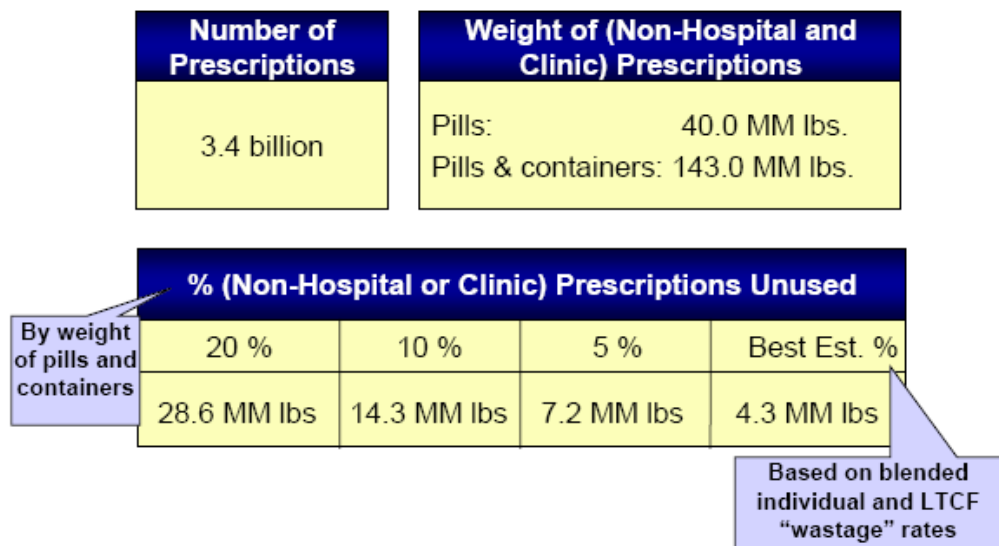 Number of
Prescriptions
3.4 billion
Weight of (Non-Hospital and
Clinic) Prescriptions
Pills: 40.0 MM lbs.
Pills & containers: 143.0 MM lbs.
% (Non-Hospital or Clinic) Prescriptions Unused
By weight
of pills and
containers
20 % 10 % 5 % Best Est. %
28.6 MM lbs 14.3 MM lbs 7.2 MM lbs 4.3 MM lbs
Based on blended
individual and LTCF
“wastage” rates